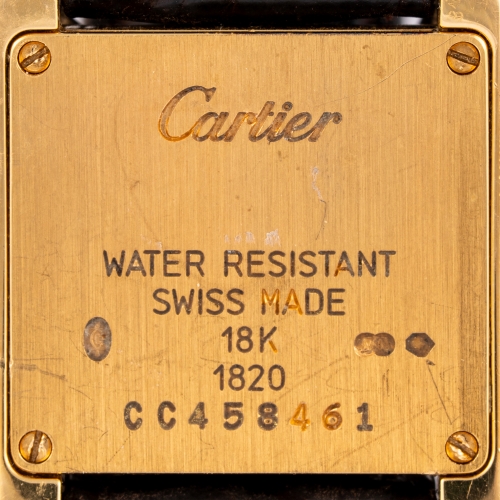 Cartier
WATER RESISTANT
SWISS MADE
18K
1820
CC458461